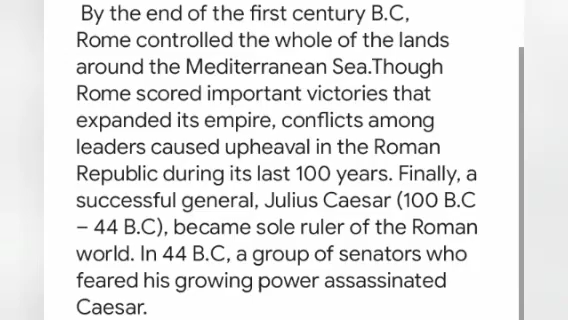 By the end of the first century B.C,
Rome controlled the whole of the lands
around the Mediterranean Sea.Though
Rome scored important victories that
expanded its empire, conflicts among
leaders caused upheaval in the Roman
Republic during its last 100 years. Finally, a
successful general, Julius Caesar (100 B.C
– 44 B.C), became sole ruler of the Roman
world. In 44 B.C, a group of senators who
feared his growing power assassinated
Caesar.